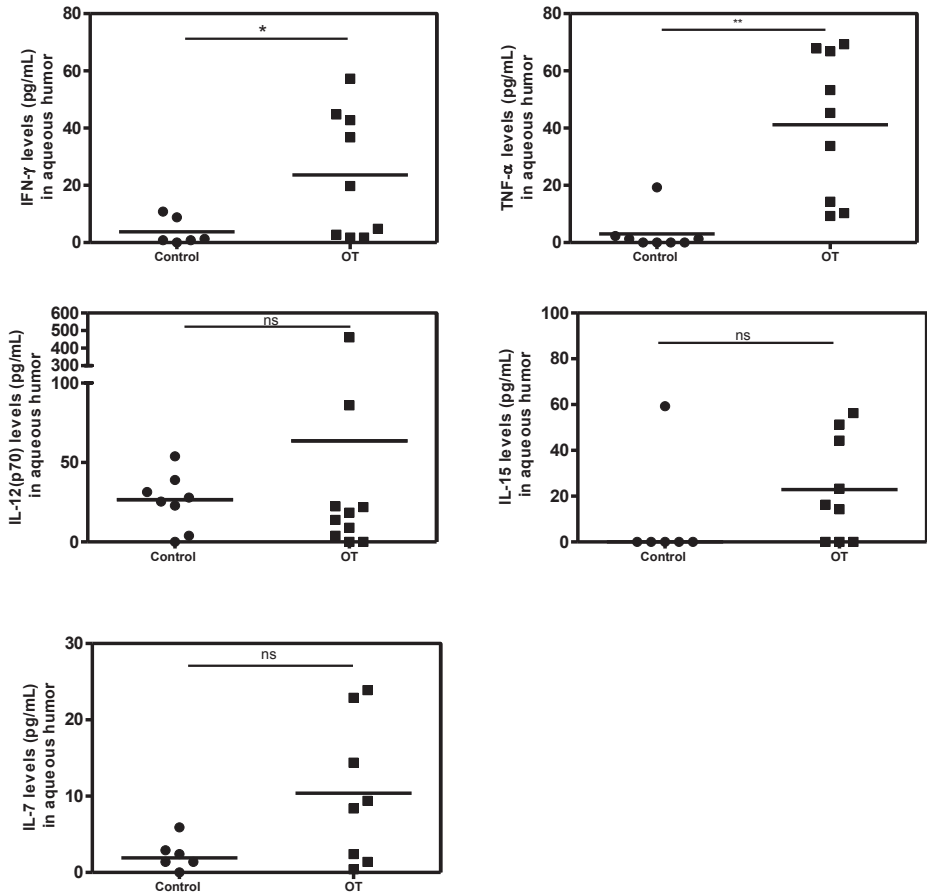 IFN-γ levels (pg/mL)
in aqueous humor
80
60
40
20
0
*
Control
OT
TNF-α levels (pg/mL)
in aqueous humor
80
60
40
20
0
**
Control
OT
IL-12(p70) levels (pg/mL)
in aqueous humor
600
500
400
300
100
50
0
ns
Control
OT
IL-15 levels (pg/mL)
in aqueous humor
100
80
60
40
20
0
ns
Control
OT
IL-7 levels (pg/mL)
in aqueous humor
30
20
10
0
ns
Control
OT